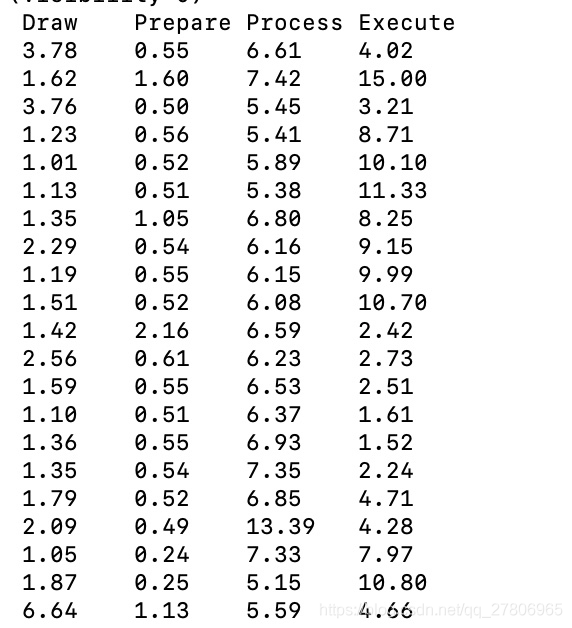 Draw Prepare Process Execute
3.78 0.55 6.61 4.02
1.62 1.60 7.42 15.00
3.76 0.50 5.45 3.21
1.23 0.56 5.41 8.71
1.01 0.52 5.89 10.10
1.13 0.51 5.38 11.33
1.35 1.05 6.80 8.25
2.29 0.54 6.16 9.15
1.19 0.55 6.15 9.99
1.51 0.52 6.08 10.70
1.42 2.16 6.59 2.42
2.56 0.61 6.23 2.73
1.59 0.55 6.53 2.51
1.10 0.51 6.37 1.61
1.36 0.55 6.93 1.52
1.35 0.54 7.35 2.24
1.79 0.52 6.85 4.71
2.09 0.49 13.39 4.28
1.05 0.24 7.33 7.97
1.87 0.25 5.15 10.80
6.64 1.13 5.59 4.66